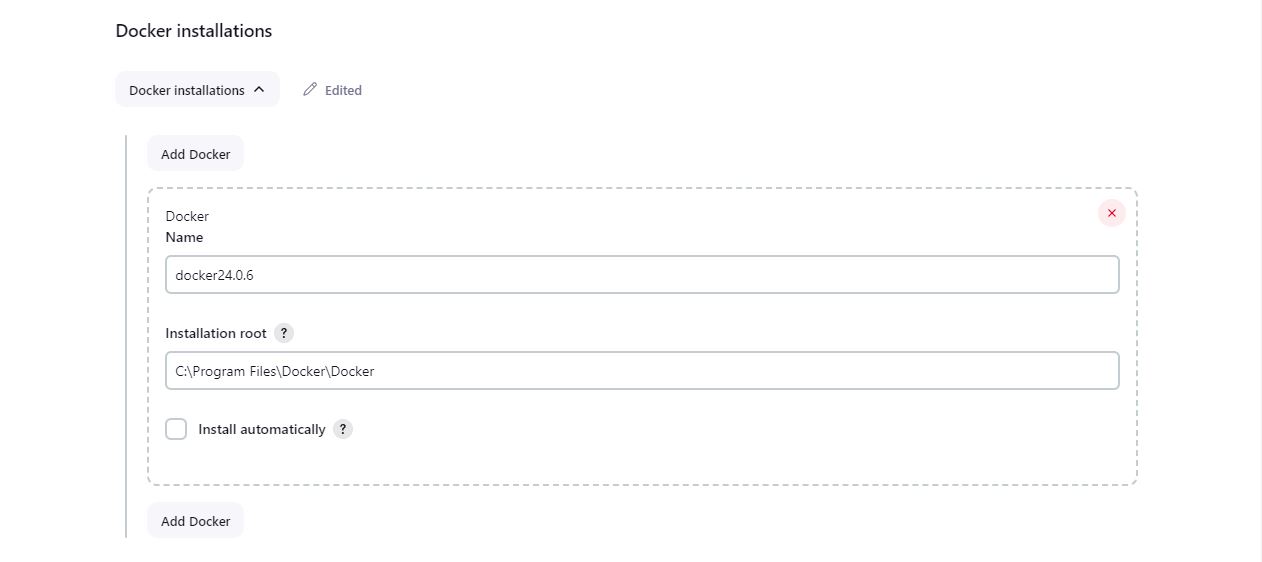 Docker installations
Docker installations
Edited
Add Docker
Docker
Name
docker24.0.6
Installation root ?
C:\Program Files\Docker\Docker
Install automatically ?
Add Docker